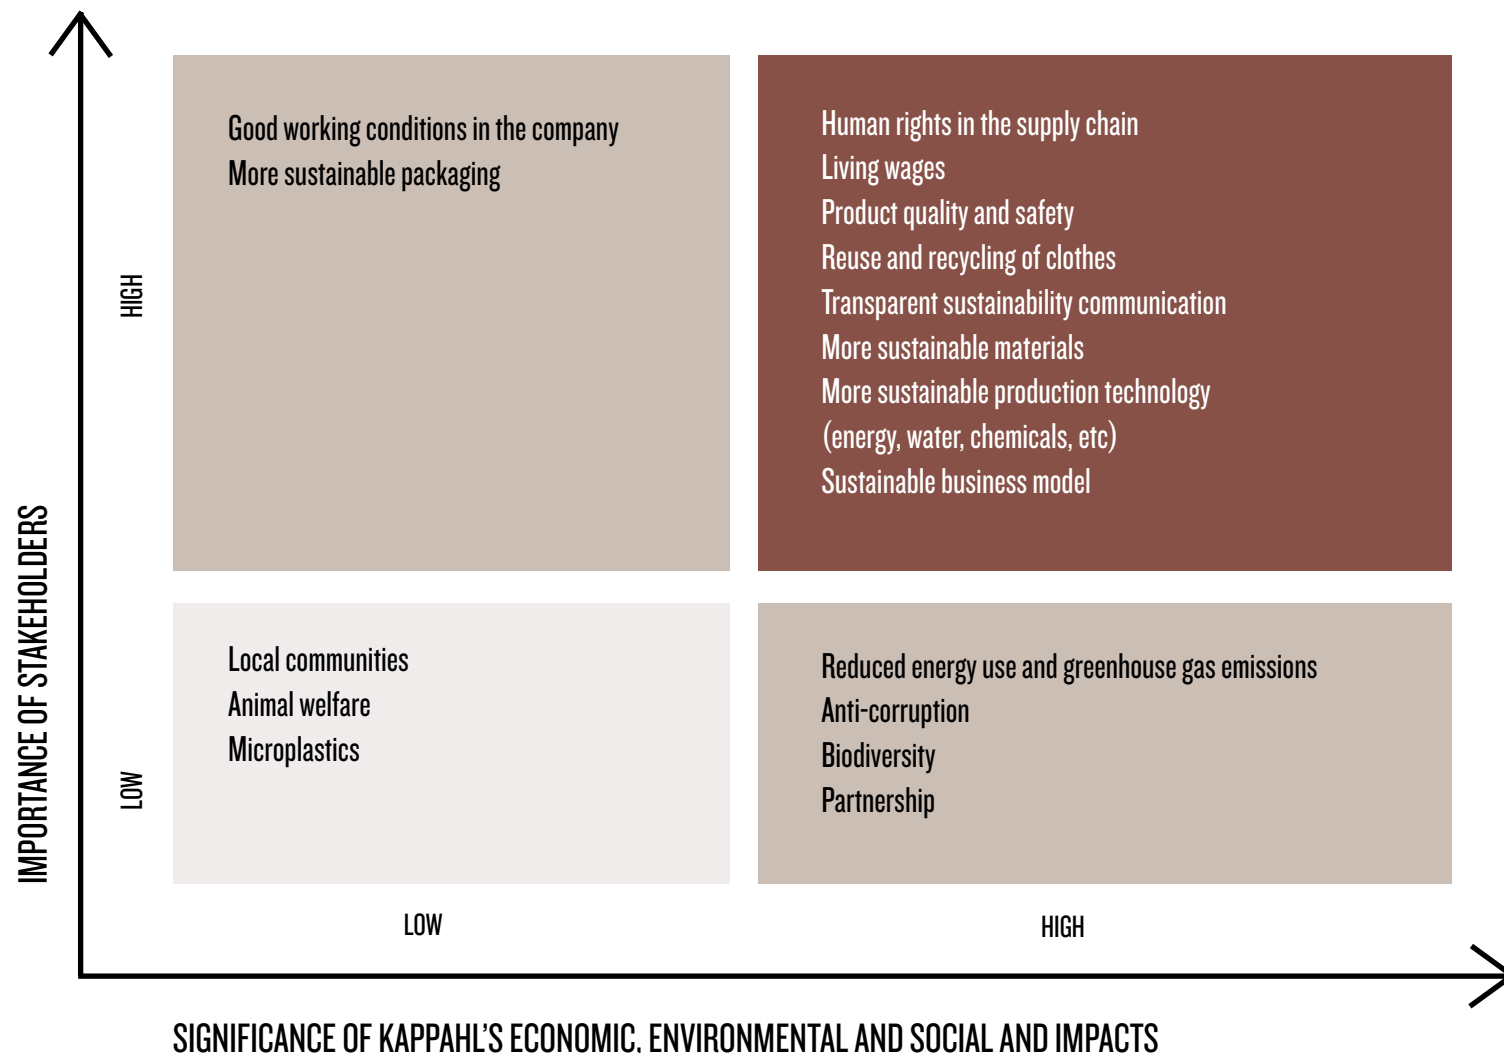 Good working conditions in the company
More sustainable packaging
Human rights in the supply chain
Living wages
Product quality and safety
Reuse and recycling of clothes
Transparent sustainability communication
More sustainable materials
More sustainable production technology
(energy, water, chemicals, etc)
Sustainable business model
HIGH
IMPORTANCE OF STAKEHOLDERS
LOW
Local communities
Animal welfare
Microplastics
Reduced energy use and greenhouse gas emissions
Anti-corruption
Biodiversity
Partnership
LOW
HIGH
SIGNIFICANCE OF KAPPAHL'S ECONOMIC, ENVIRONMENTAL AND SOCIAL AND IMPACTS